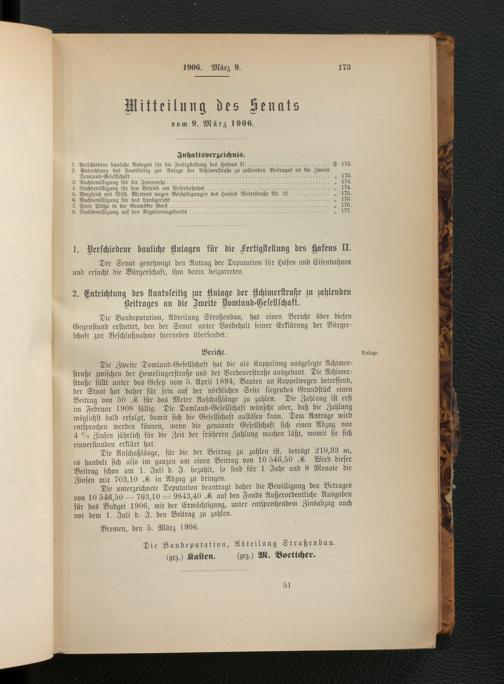 1906. März 9.
173
Mitteilung des Senats
vom 9. März 1906.
Inhaltsverzeichnis.
1. Verschiedene bauliche Anlagen für die Fertigstellung des Hafens II. S. 173.
2. Entrichtung des staatsseitig zur Anlage der Achimerstraße zu zahlenden Beitrages an die Zweite
Domland-Gesellschaft „ 173.
3. Nachbewilligung für die Feuerwehr „ 174.
4. Nachbewilligung für den Betrieb am Weserbahnhof „ 174.
5. Vergleich mit Wilh. Mertens wegen Beschädigungen des Hauses Meterstraße Nr. „ 175.
6. Nachbewilligung für das Landgericht „ 176.
7. Freie Plätze in der „ 176.
8. Nachbewilligung auf den Regulierungsfonds „ 177.
1. Verschiedene bauliche Anlagen für die Fertigstellung des Hafens II.
Der Senat genehmigt den Antrag der Deputation für Häfen und Eisenbahnen
und ersucht die Bürgerschaft, ihm darin beizutreten.
2. Entrichtung des staatsseitig zur Anlage der Achimerstraße zu zahlenden
Beitrages an die Zweite Domland-Gesellschaft.
Die Baudeputation, Abteilung Straßenbau, hat einen Bericht über diesen
Gegenstand erstattet, den der Senat unter Vorbehalt seiner Erklärung der Bürger-
schaft zur Beschlußnahme hierneben übersendet.
Bericht.
Anlage.
Die Zweite Domland-Gesellschaft hat die als Koppelweg ausgelegte Achimer-
straße zwischen der Hemelingerstraße und der Verdenerstraße ausgebaut. Die Achimer-
straße fällt unter das Gesetz vom 5. April 1894, Bauten an Koppelwegen betreffend,
der Staat hat daher für sein auf der nördlichen Seite liegendes Grundstück einen
Beitrag von 50 ℳ für das Meter Anschußlänge zu zahlen. Die Zahlung ist erst
im Februar 1908 fällig. Die Domland-Gesellschaft wünscht aber, daß die Zahlung
möglichst bald erfolgt, damit sich die Gesellschaft auflösen kann. Dem Antrage wird
entsprochen werden können, wenn die genannte Gesellschaft sich einen Abzug von
4 % Zinsen jährlich für die Zeit der früheren Zahlung machen läßt, womit sie sich
einverstanden erklärt hat.
Die Anschußlänge, für die der Beitrag zu zahlen ist, beträgt 210,93 m,
es handelt sich also im ganzen um einen Beitrag von 10 546,50 ℳ. Wird dieser
Beitrag schon am 1. Juli d. J. bezahlt, so sind für 1 Jahr und 8 Monate die
Zinsen mit 703,10 ℳ in Abzug zu bringen.
Die unterzeichnete Deputation beantragt daher die Bewilligung des Betrages
von 10 546,50 — 703,10 = 9843,40 ℳ auf den Fonds Außerordentliche Ausgaben
für das Budget 1906, mit der Ermächtigung, unter entsprechendem Zinsabzug auch
vor dem 1. Juli d. J. den Beitrag zu zahlen.
Bremen, den 5. März 1906.
Die Baudeputation, Abteilung Straßenbau.
(gez.) Kasten. (gez.) M. Boettcher.
51